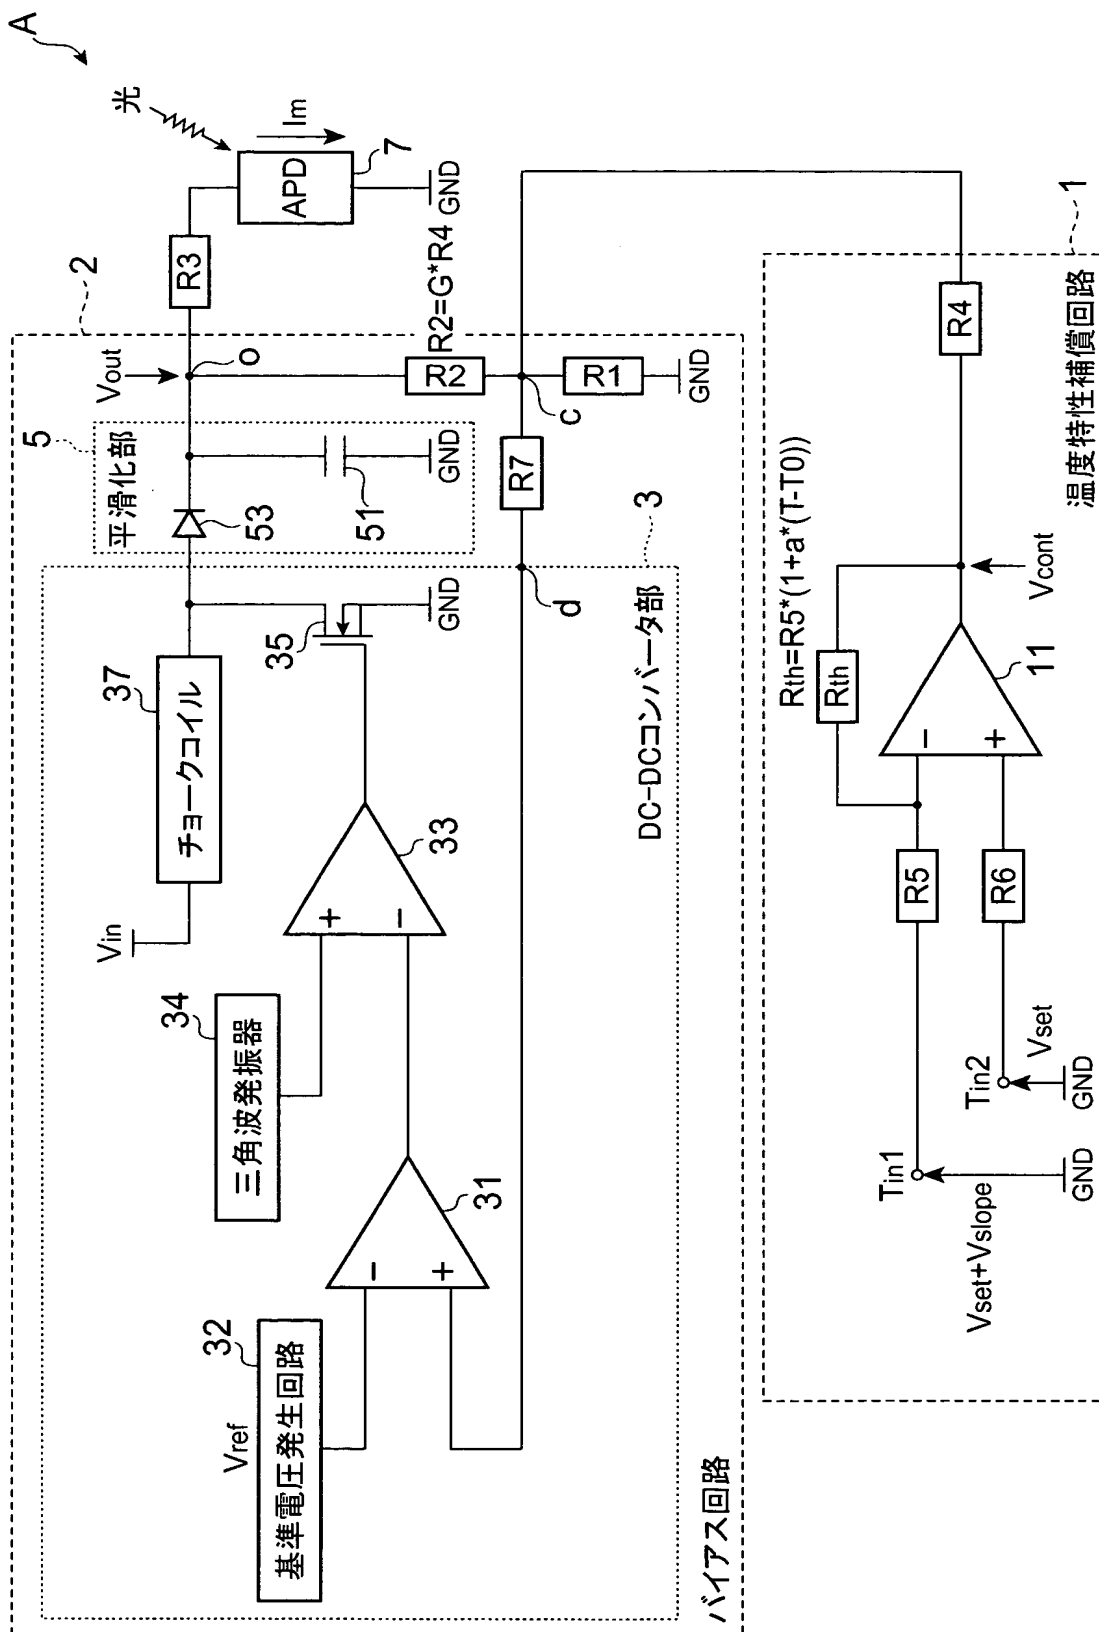 A
光
Im
APD
7
GND
R3
2
Vout
o
R2=G*R4
R2
c
R1
GND
R7
5
平滑化部
53
51
GND
3
d
35
GND
37
チョークコイル
Vin
DC-DCコンバータ部
33
+
−
34
三角波発振器
31
−
+
32
Vref
基準電圧発生回路
バイアス回路
1
温度特性補償回路
R4
Rth=R5*(1+a*(T-T0))
Rth
Vcont
11
−
+
R5
R6
Tin1
Tin2
Vset
GND
Vset+Vslope
GND